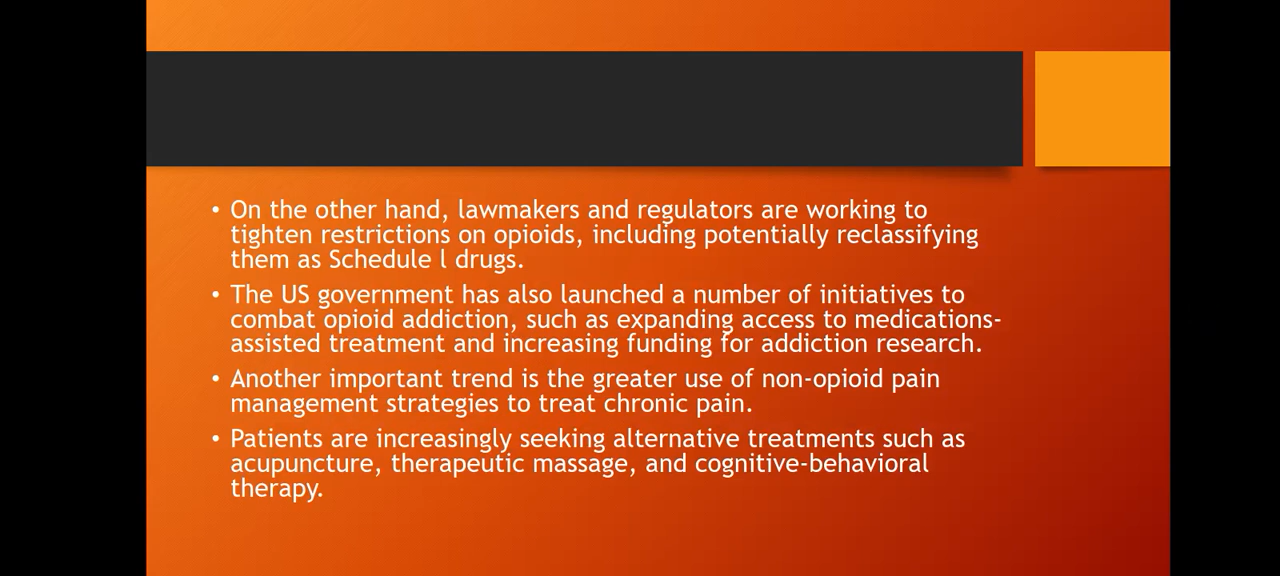 • On the other hand, lawmakers and regulators are working to
tighten restrictions on opioids, including potentially reclassifying
them as Schedule l drugs.
• The US government has also launched a number of initiatives to
combat opioid addiction, such as expanding access to medications-
assisted treatment and increasing funding for addiction research.
• Another important trend is the greater use of non-opioid pain
management strategies to treat chronic pain.
• Patients are increasingly seeking alternative treatments such as
acupuncture, therapeutic massage, and cognitive-behavioral
therapy.